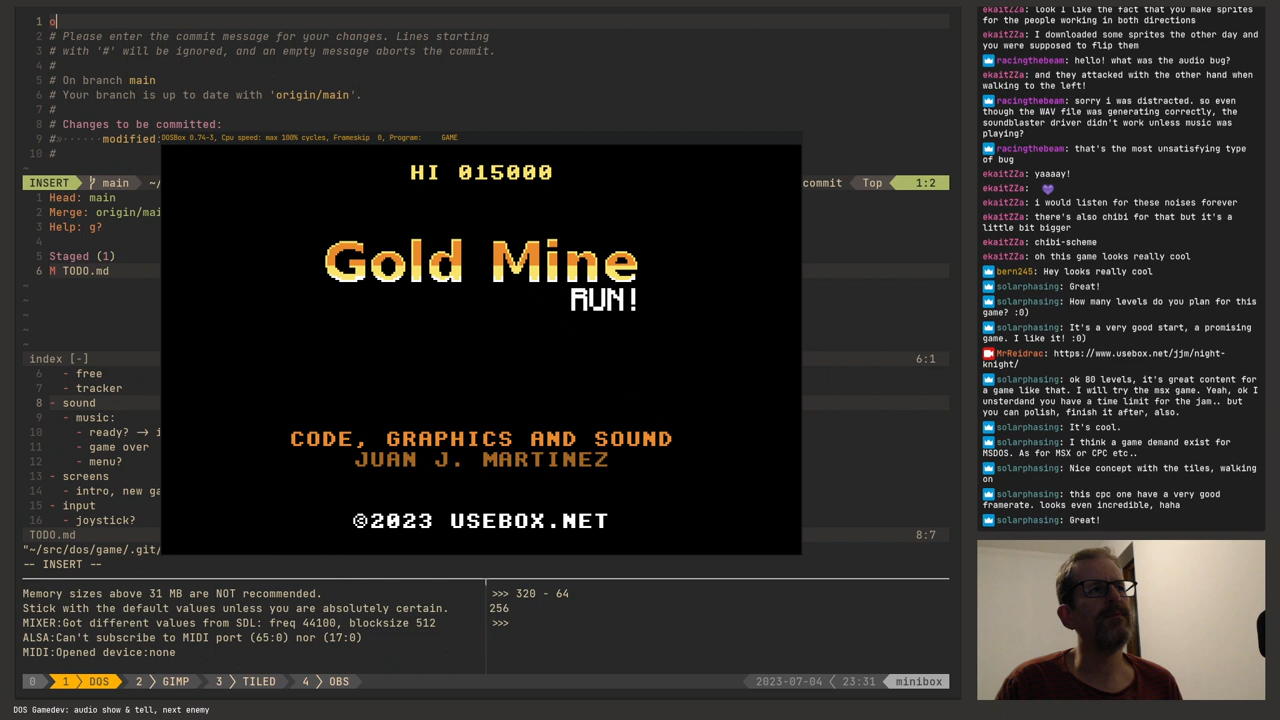 1 o
2 # Please enter the commit message for your changes. Lines starting
3 # with '#' will be ignored, and an empty message aborts the commit.
4 #
5 # On branch main
6 # Your branch is up to date with 'origin/main'.
7 #
8 # Changes to be committed:
9 #»······modified:
10 #
~
INSERT main ~/
commit Top 1:2
1 Head: main
2 Merge: origin/mai
3 Help: g?
4
5 Staged (1)
6 M TODO.md
~
~
~
~
~
index [-] 6:1
6 - free
7 - tracker
8 - sound
9 - music:
10 - ready? -> i
11 - game over
12 - menu?
13 - screens
14 - intro, new ga
15 - input
16 - joystick?
TODO.md 8:7
"~/src/dos/game/.git/
-- INSERT --
DOSBox 0.74-3, Cpu speed: max 100% cycles, Frameskip 0, Program: GAME
HI 015000
Gold Mine
RUN!
CODE, GRAPHICS AND SOUND
JUAN J. MARTINEZ
©2023 USEBOX.NET
Memory sizes above 31 MB are NOT recommended.
Stick with the default values unless you are absolutely certain.
MIXER:Got different values from SDL: freq 44100, blocksize 512
ALSA:Can't subscribe to MIDI port (65:0) nor (17:0)
MIDI:Opened device:none
>>> 320 - 64
256
>>>
0 1 DOS 2 GIMP 3 TILED 4 OBS
2023-07-04 23:31 minibox
DOS Gamedev: audio show & tell, next enemy
ekaitZZa: look I like the fact that you make sprites
for the people working in both directions
ekaitZZa: I downloaded some sprites the other day and
you were supposed to flip them
racingthebeam: hello! what was the audio bug?
ekaitZZa: and they attacked with the other hand when
walking to the left!
racingthebeam: sorry i was distracted. so even
though the WAV file was generating correctly, the
soundblaster driver didn't work unless music was
playing?
racingthebeam: that's the most unsatisfying type
of bug
ekaitZZa: yaaaay!
ekaitZZa: 💜
ekaitZZa: i would listen for these noises forever
ekaitZZa: there's also chibi for that but it's a
little bit bigger
ekaitZZa: chibi-scheme
ekaitZZa: oh this game looks really cool
bern245: Hey looks really cool
solarphasing: Great!
solarphasing: How many levels do you plan for this
game? :0)
solarphasing: It's a very good start, a promising
game. I like it! :0)
MrReidrac: https://www.usebox.net/jjm/night-
knight/
solarphasing: ok 80 levels, it's great content for
a game like that. I will try the msx game. Yeah, ok I
unsterdand you have a time limit for the jam.. but
you can polish, finish it after, also.
solarphasing: It's cool.
solarphasing: I think a game demand exist for
MSDOS. As for MSX or CPC etc..
solarphasing: Nice concept with the tiles, walking
on
solarphasing: this cpc one have a very good
framerate. looks even incredible, haha
solarphasing: Great!